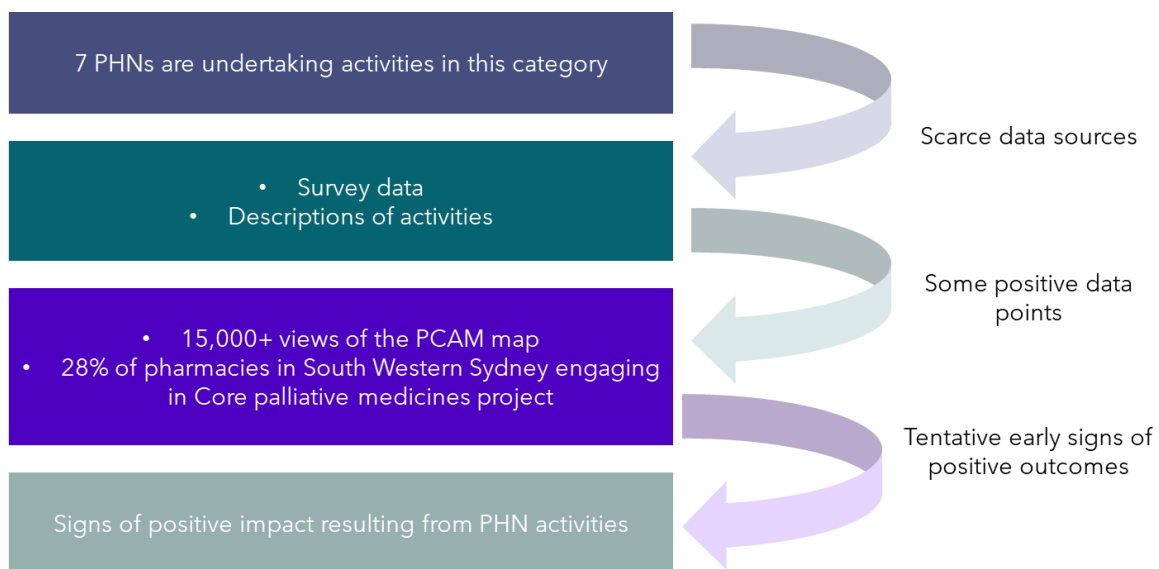 7 PHNs are undertaking activities in this category
Scarce data sources
• Survey data
• Descriptions of activities
Some positive data
points
• 15,000+ views of the PCAM map
• 28% of pharmacies in South Western Sydney engaging
in Core palliative medicines project
Tentative early signs of
positive outcomes
Signs of positive impact resulting from PHN activities